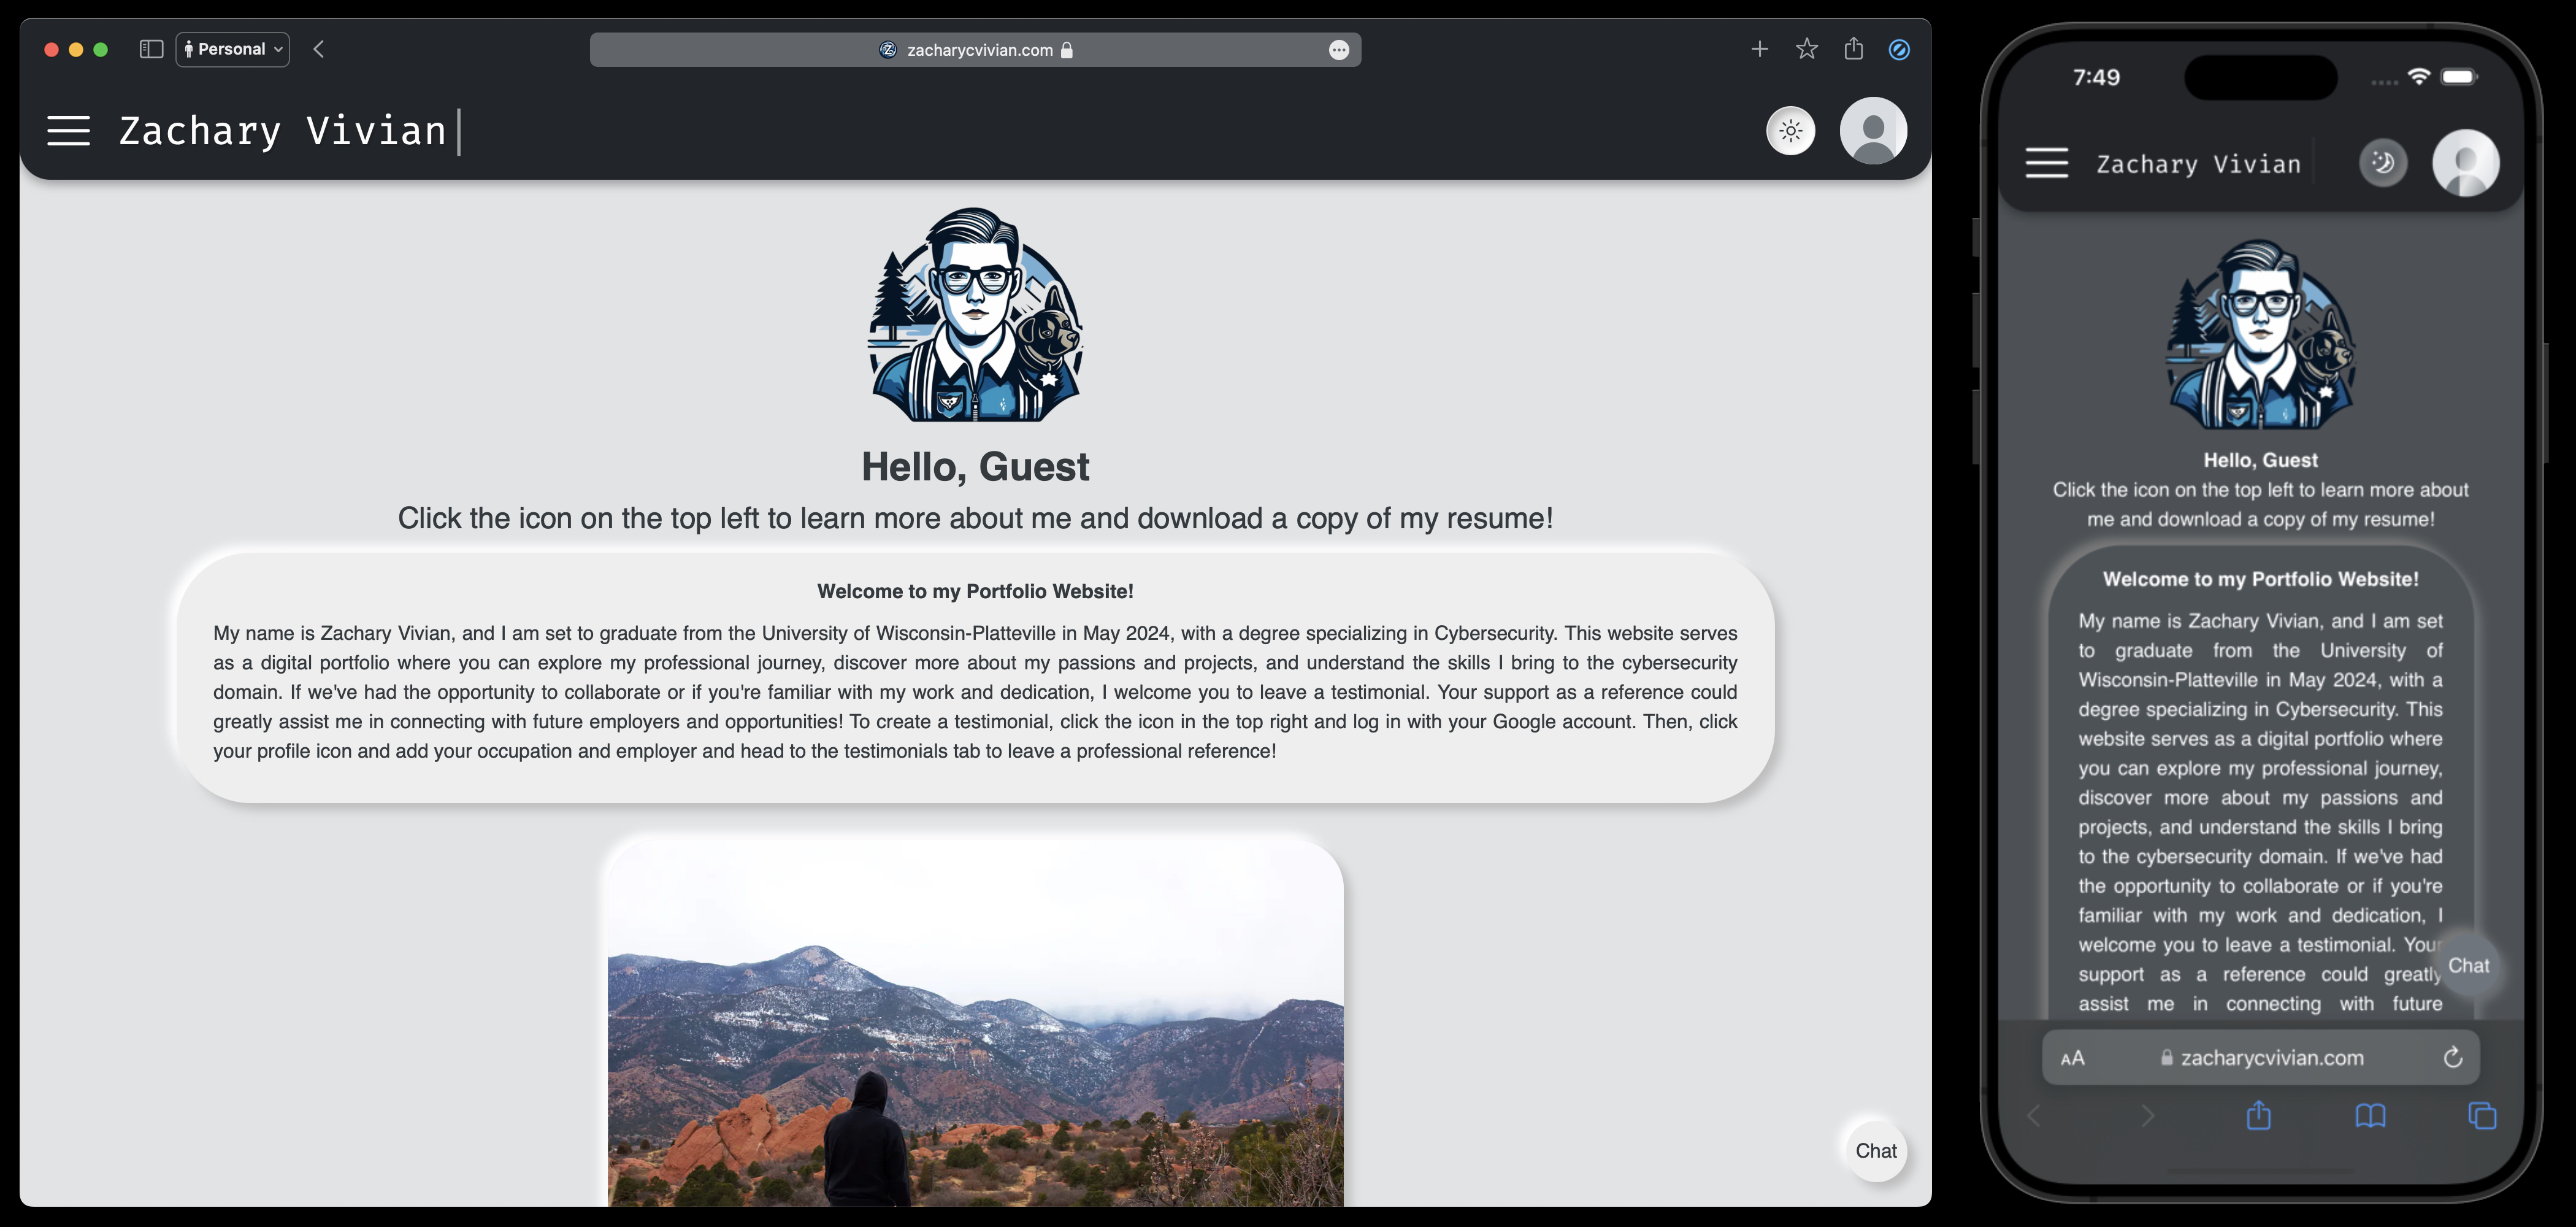 Personal
zacharycvivian.com
Zachary Vivian
Hello, Guest
Click the icon on the top left to learn more about me and download a copy of my resume!
Welcome to my Portfolio Website!
My name is Zachary Vivian, and I am set to graduate from the University of Wisconsin-Platteville in May 2024, with a degree specializing in Cybersecurity. This website serves
as a digital portfolio where you can explore my professional journey, discover more about my passions and projects, and understand the skills I bring to the cybersecurity
domain. If we've had the opportunity to collaborate or if you're familiar with my work and dedication, I welcome you to leave a testimonial. Your support as a reference could
greatly assist me in connecting with future employers and opportunities! To create a testimonial, click the icon in the top right and log in with your Google account. Then, click
your profile icon and add your occupation and employer and head to the testimonials tab to leave a professional reference!
Chat
7:49
Zachary Vivian
Hello, Guest
Click the icon on the top left to learn more about
me and download a copy of my resume!
Welcome to my Portfolio Website!
My name is Zachary Vivian, and I am set
to graduate from the University of
Wisconsin-Platteville in May 2024, with a
degree specializing in Cybersecurity. This
website serves as a digital portfolio where
you can explore my professional journey,
discover more about my passions and
projects, and understand the skills I bring
to the cybersecurity domain. If we've had
the opportunity to collaborate or if you're
familiar with my work and dedication, I
welcome you to leave a testimonial. Your
support as a reference could greatly
assist me in connecting with future
Chat
AA
zacharycvivian.com